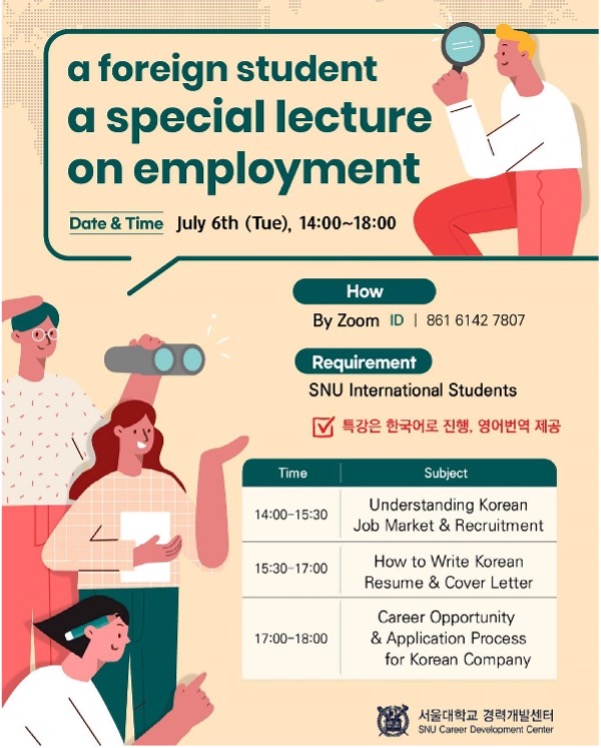 a foreign student
a special lecture
on employment
Date & Time July 6th (Tue), 14:00~18:00
How
By Zoom ID | 861 6142 7807
Requirement
SNU International Students
특강은 한국어로 진행, 영어번역 제공
Time Subject
14:00-15:30 Understanding Korean
Job Market & Recruitment
15:30-17:00 How to Write Korean
Resume & Cover Letter
17:00-18:00 Career Opportunity
& Application Process
for Korean Company
서울대학교 경력개발센터
SNU Career Development Center